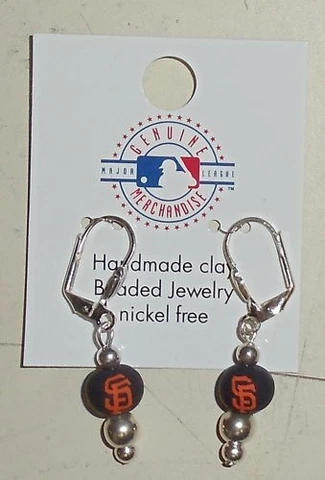 GENUINE
MAJOR LEAGUE
MERCHANDISE
Handmade clay
Beaded Jewelry
nickel free
SF
SF